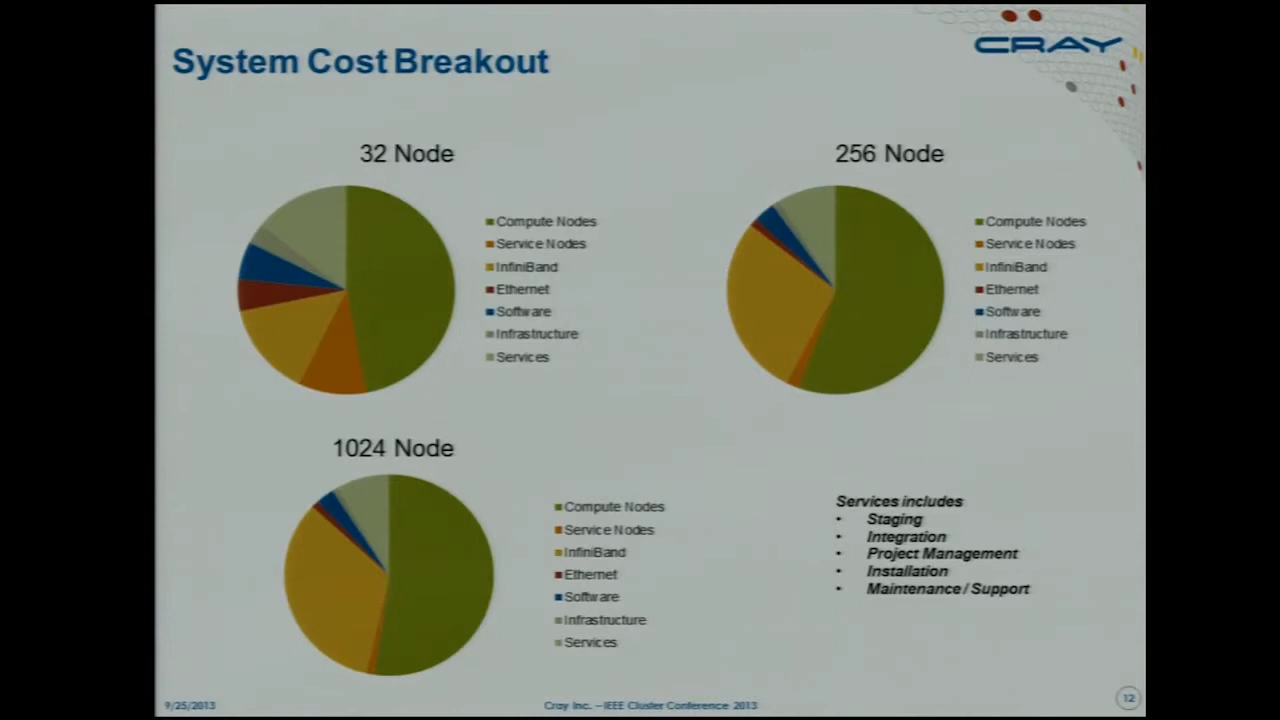 CRAY
System Cost Breakout
32 Node
Compute Nodes
Service Nodes
InfiniBand
Ethernet
Software
Infrastructure
Services
256 Node
Compute Nodes
Service Nodes
InfiniBand
Ethernet
Software
Infrastructure
Services
1024 Node
Compute Nodes
Service Nodes
InfiniBand
Ethernet
Software
Infrastructure
Services
Services includes
• Staging
• Integration
• Project Management
• Installation
• Maintenance / Support
9/25/2013
Cray Inc. – IEEE Cluster Conference 2013
12